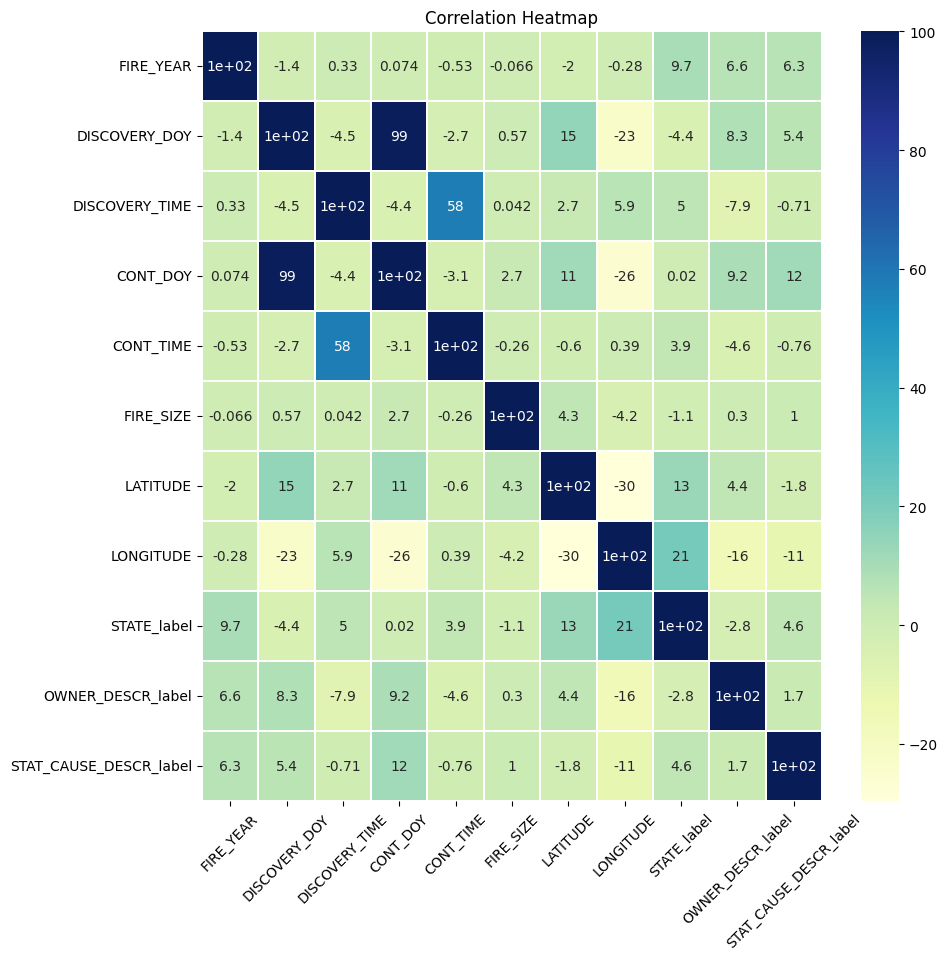 Correlation Heatmap
FIRE_YEAR 1e+02 -1.4 0.33 0.074 -0.53 -0.066 -2 -0.28 9.7 6.6 6.3
DISCOVERY_DOY -1.4 1e+02 -4.5 99 -2.7 0.57 15 -23 -4.4 8.3 5.4
DISCOVERY_TIME 0.33 -4.5 1e+02 -4.4 58 0.042 2.7 5.9 5 -7.9 -0.71
CONT_DOY 0.074 99 -4.4 1e+02 -3.1 2.7 11 -26 0.02 9.2 12
CONT_TIME -0.53 -2.7 58 -3.1 1e+02 -0.26 -0.6 0.39 3.9 -4.6 -0.76
FIRE_SIZE -0.066 0.57 0.042 2.7 -0.26 1e+02 4.3 -4.2 -1.1 0.3 1
LATITUDE -2 15 2.7 11 -0.6 4.3 1e+02 -30 13 4.4 -1.8
LONGITUDE -0.28 -23 5.9 -26 0.39 -4.2 -30 1e+02 21 -16 -11
STATE_label 9.7 -4.4 5 0.02 3.9 -1.1 13 21 1e+02 -2.8 4.6
OWNER_DESCR_label 6.6 8.3 -7.9 9.2 -4.6 0.3 4.4 -16 -2.8 1e+02 1.7
STAT_CAUSE_DESCR_label 6.3 5.4 -0.71 12 -0.76 1 -1.8 -11 4.6 1.7 1e+02
FIRE_YEAR
DISCOVERY_DOY
DISCOVERY_TIME
CONT_DOY
CONT_TIME
FIRE_SIZE
LATITUDE
LONGITUDE
STATE_label
OWNER_DESCR_label
STAT_CAUSE_DESCR_label
100
80
60
40
20
0
−20